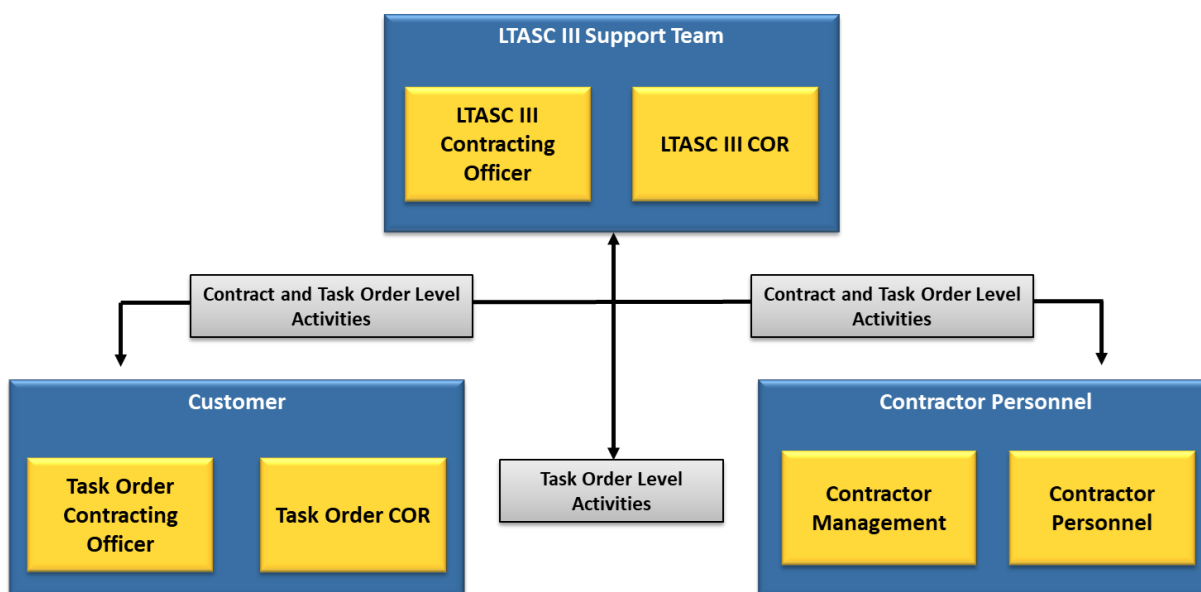 LTASC III Support Team
LTASC III
Contracting
Officer
LTASC III COR
Contract and Task Order Level
Activities
Contract and Task Order Level
Activities
Customer
Task Order
Contracting
Officer
Task Order COR
Task Order Level
Activities
Contractor Personnel
Contractor
Management
Contractor
Personnel